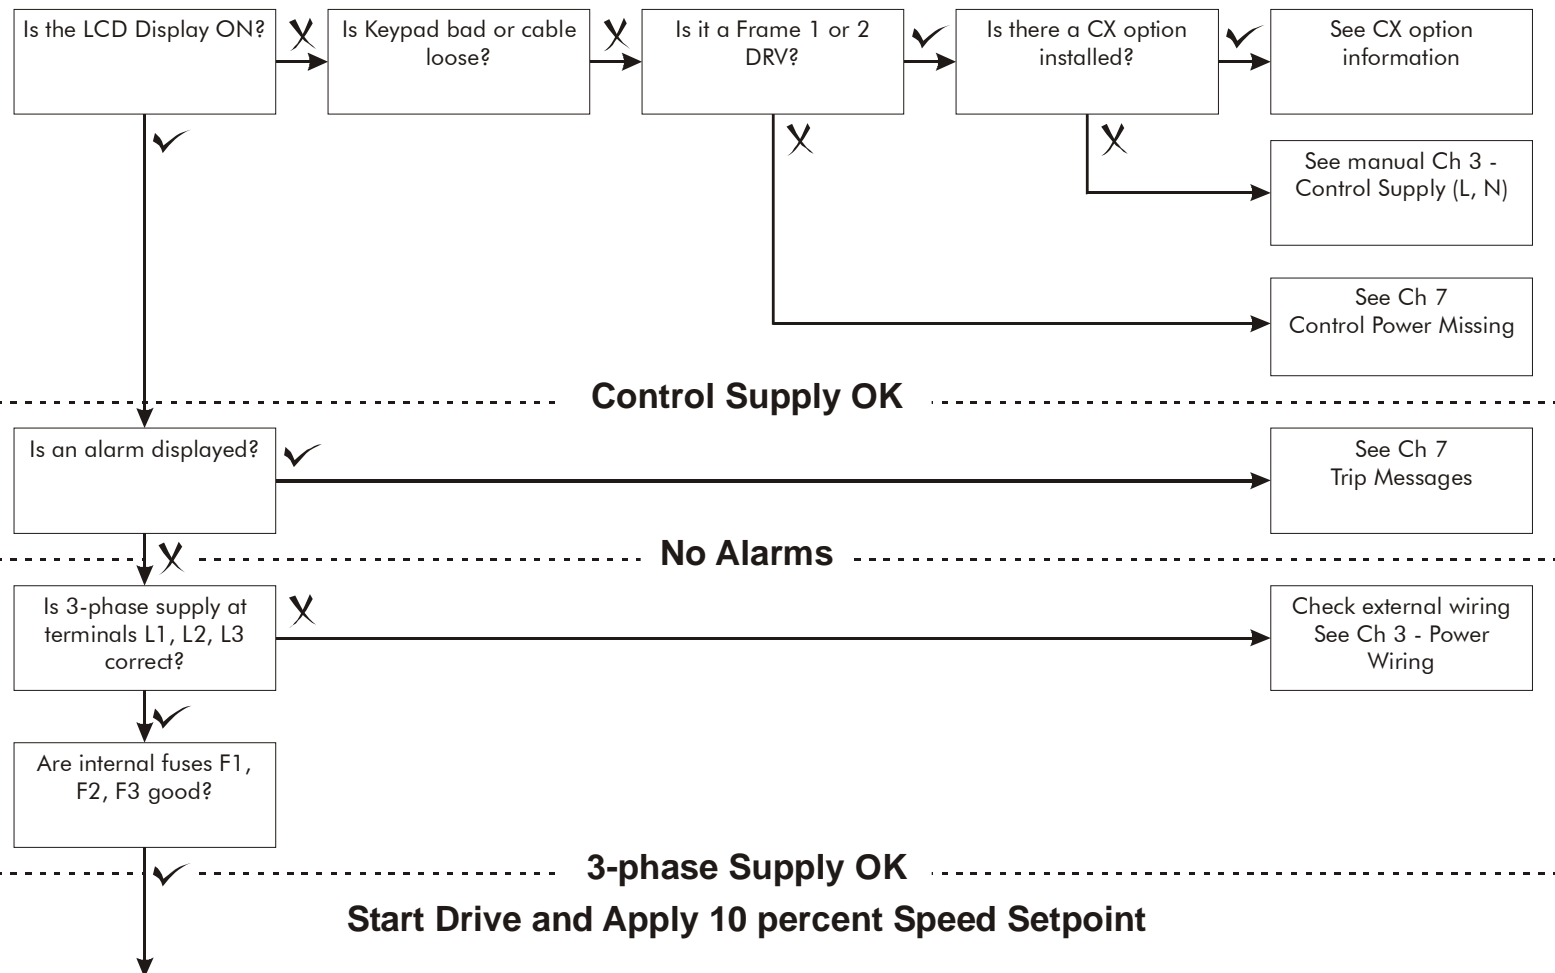 Is the LCD Display ON?
Is Keypad bad or cable
loose?
Is it a Frame 1 or 2
DRV?
Is there a CX option
installed?
See CX option
information
See manual Ch 3 -
Control Supply (L, N)
See Ch 7
Control Power Missing
Control Supply OK
Is an alarm displayed?
See Ch 7
Trip Messages
No Alarms
Is 3-phase supply at
terminals L1, L2, L3
correct?
Check external wiring
See Ch 3 - Power
Wiring
Are internal fuses F1,
F2, F3 good?
3-phase Supply OK
Start Drive and Apply 10 percent Speed Setpoint